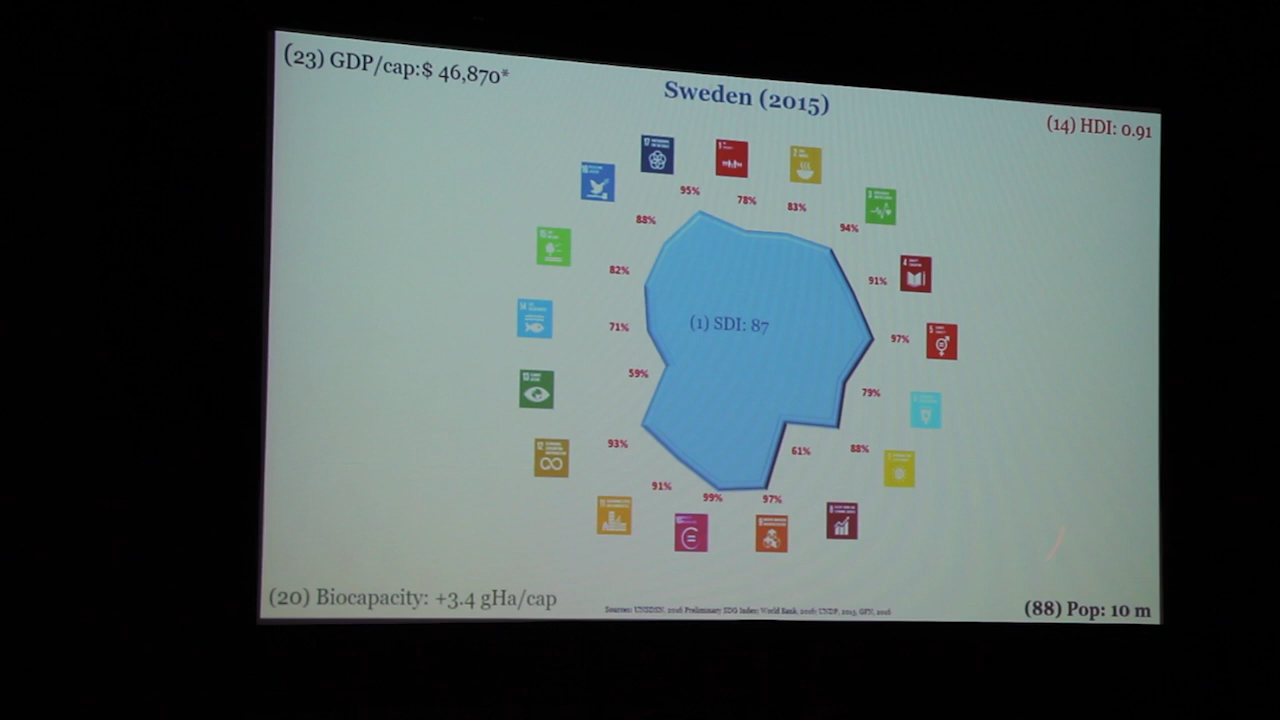 (23) GDP/cap:$ 46,870*
Sweden (2015)
(14) HDI: 0.91
95%
78%
83%
88%
94%
82%
91%
(1) SDI: 87
71%
97%
59%
79%
93%
61%
88%
91%
99%
97%
(20) Biocapacity: +3.4 gHa/cap
Sources: UNSDSN, 2016 Preliminary SDG Index; World Bank, 2016; UNDP, 2015, GFN, 2016
(88) Pop: 10 m